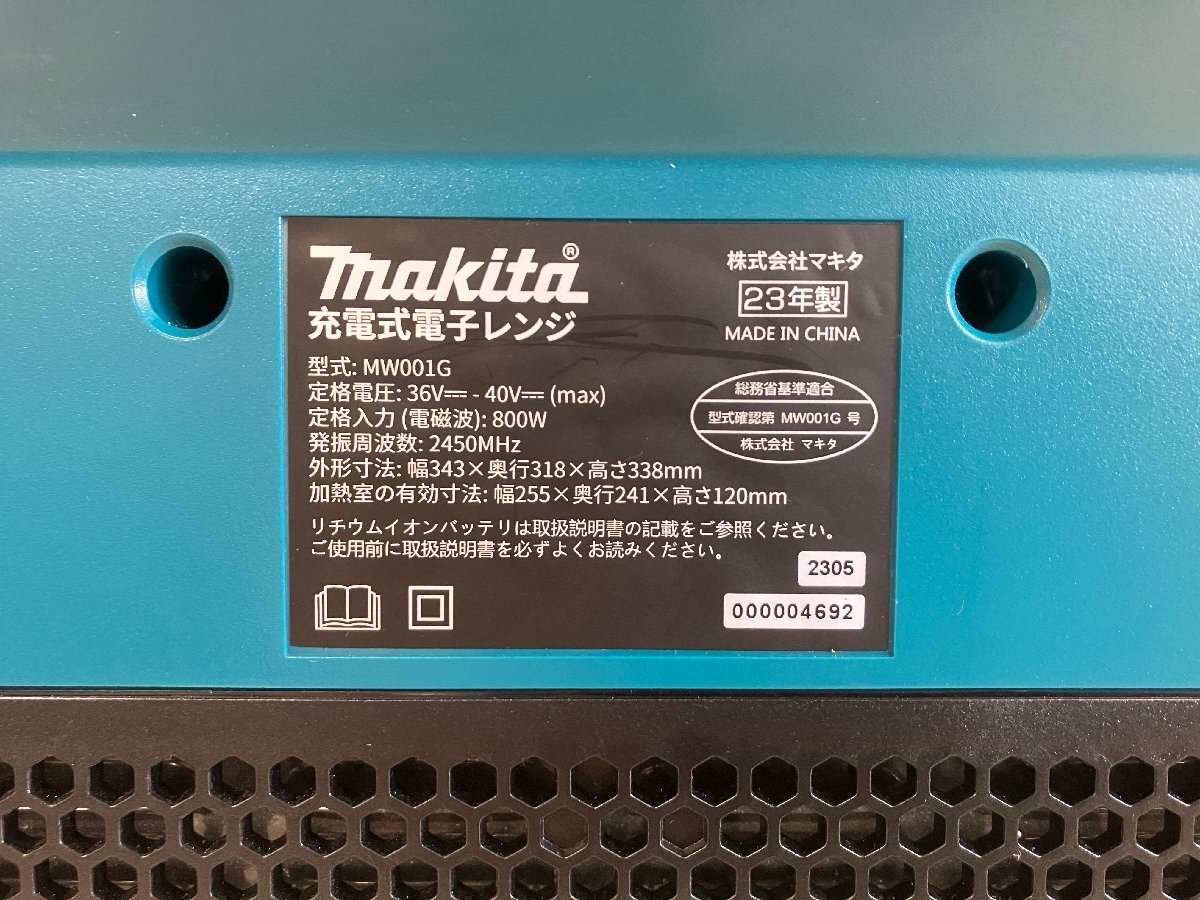 makita®
充電式電子レンジ
株式会社マキタ
23年製
MADE IN CHINA
型式: MW001G
定格電圧: 36V⎓ - 40V⎓ (max)
定格入力 (電磁波): 800W
発振周波数: 2450MHz
外形寸法: 幅343×奥行318×高さ338mm
加熱室の有効寸法: 幅255×奥行241×高さ120mm
総務省基準適合
型式確認第 MW001G 号
株式会社 マキタ
リチウムイオンバッテリは取扱説明書の記載をご参照ください。
ご使用前に取扱説明書を必ずよくお読みください。
2305
000004692